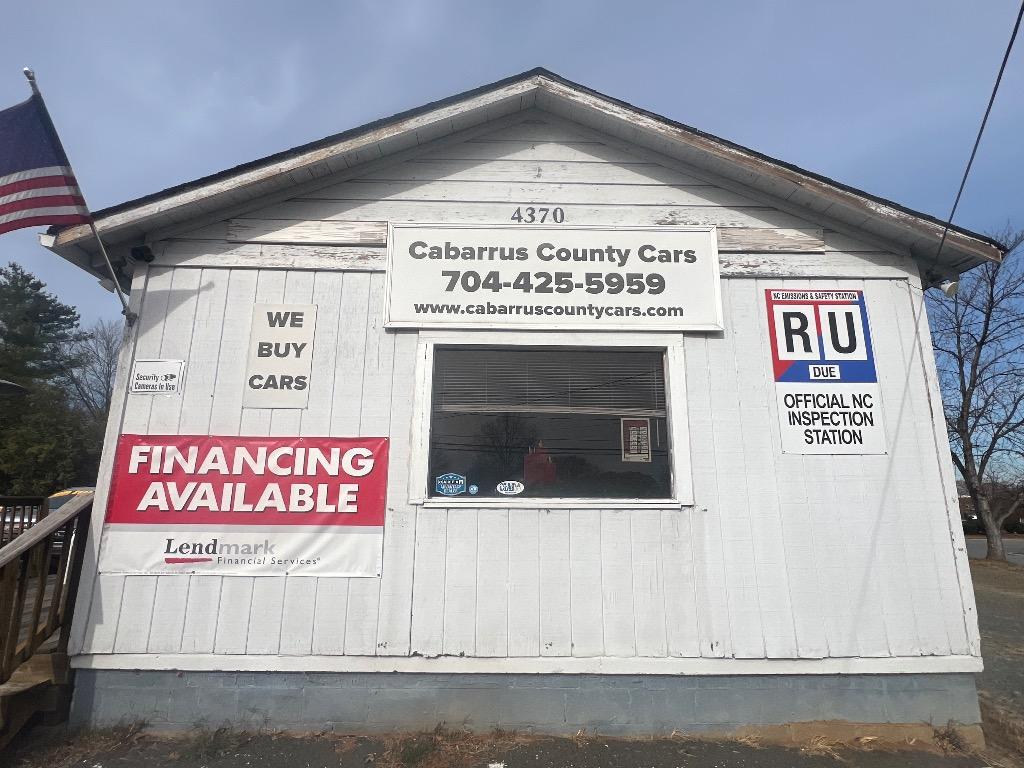 4370
Cabarrus County Cars
704-425-5959
www.cabarruscountycars.com
WE
BUY
CARS
Security
Cameras In Use
NC EMISSIONS & SAFETY STATION
R U
DUE
OFFICIAL NC
INSPECTION
STATION
FINANCING
AVAILABLE
Lendmark
Financial Services